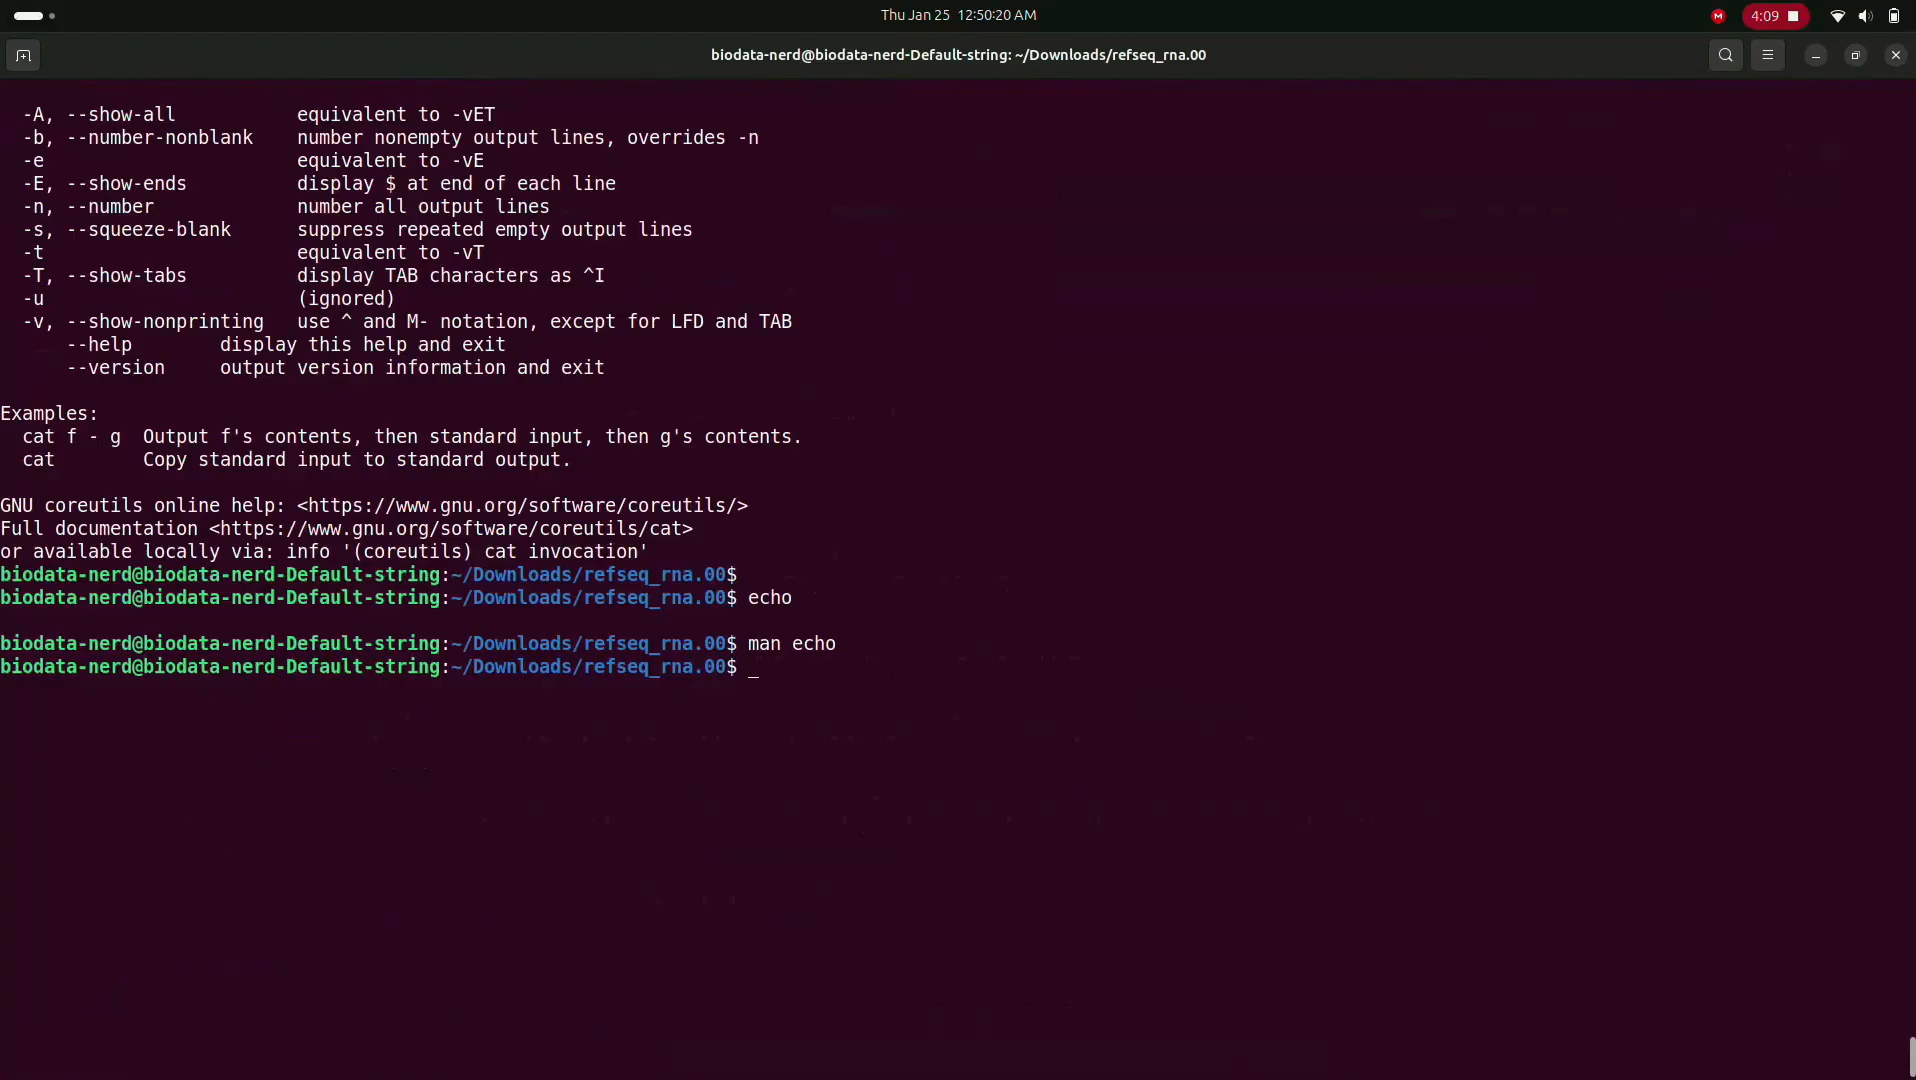 Thu Jan 25  12:50:20 AM
4:09
biodata-nerd@biodata-nerd-Default-string: ~/Downloads/refseq_rna.00
-A, --show-all           equivalent to -vET
-b, --number-nonblank    number nonempty output lines, overrides -n
-e                       equivalent to -vE
-E, --show-ends          display $ at end of each line
-n, --number             number all output lines
-s, --squeeze-blank      suppress repeated empty output lines
-t                       equivalent to -vT
-T, --show-tabs          display TAB characters as ^I
-u                       (ignored)
-v, --show-nonprinting   use ^ and M- notation, except for LFD and TAB
--help        display this help and exit
--version     output version information and exit
Examples:
cat f - g  Output f's contents, then standard input, then g's contents.
cat        Copy standard input to standard output.
GNU coreutils online help: <https://www.gnu.org/software/coreutils/>
Full documentation <https://www.gnu.org/software/coreutils/cat>
or available locally via: info '(coreutils) cat invocation'
biodata-nerd@biodata-nerd-Default-string:~/Downloads/refseq_rna.00$
biodata-nerd@biodata-nerd-Default-string:~/Downloads/refseq_rna.00$ echo
biodata-nerd@biodata-nerd-Default-string:~/Downloads/refseq_rna.00$ man echo
biodata-nerd@biodata-nerd-Default-string:~/Downloads/refseq_rna.00$ _